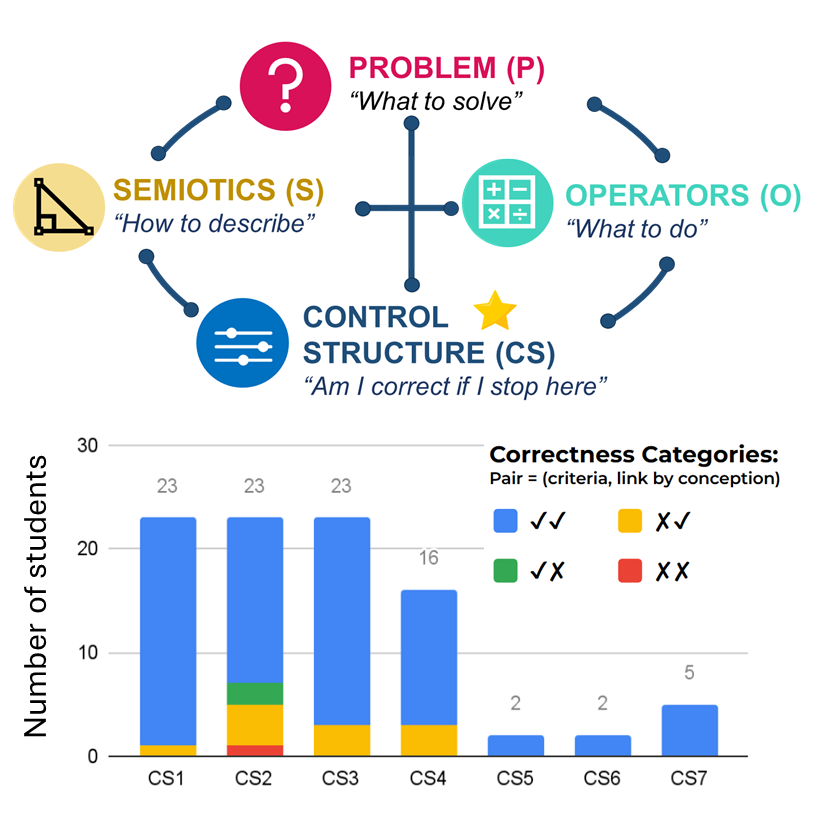 PROBLEM (P)
“What to solve”
?
SEMIOTICS (S)
“How to describe”
+ −
× ÷
OPERATORS (O)
“What to do”
CONTROL
STRUCTURE (CS)
“Am I correct if I stop here”
Number of students
30
20
10
0
23
23
23
16
2
2
5
CS1
CS2
CS3
CS4
CS5
CS6
CS7
Correctness Categories:
Pair = (criteria, link by conception)
✓✓
✗✓
✓✗
✗✗